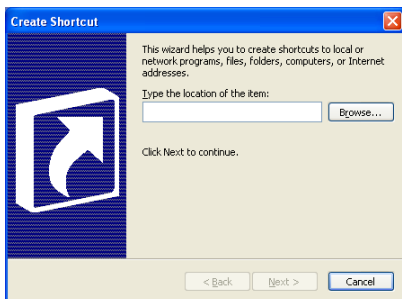 Create Shortcut
This wizard helps you to create shortcuts to local or
network programs, files, folders, computers, or Internet
addresses.
Type the location of the item:
Browse...
Click Next to continue.
< Back
Next >
Cancel